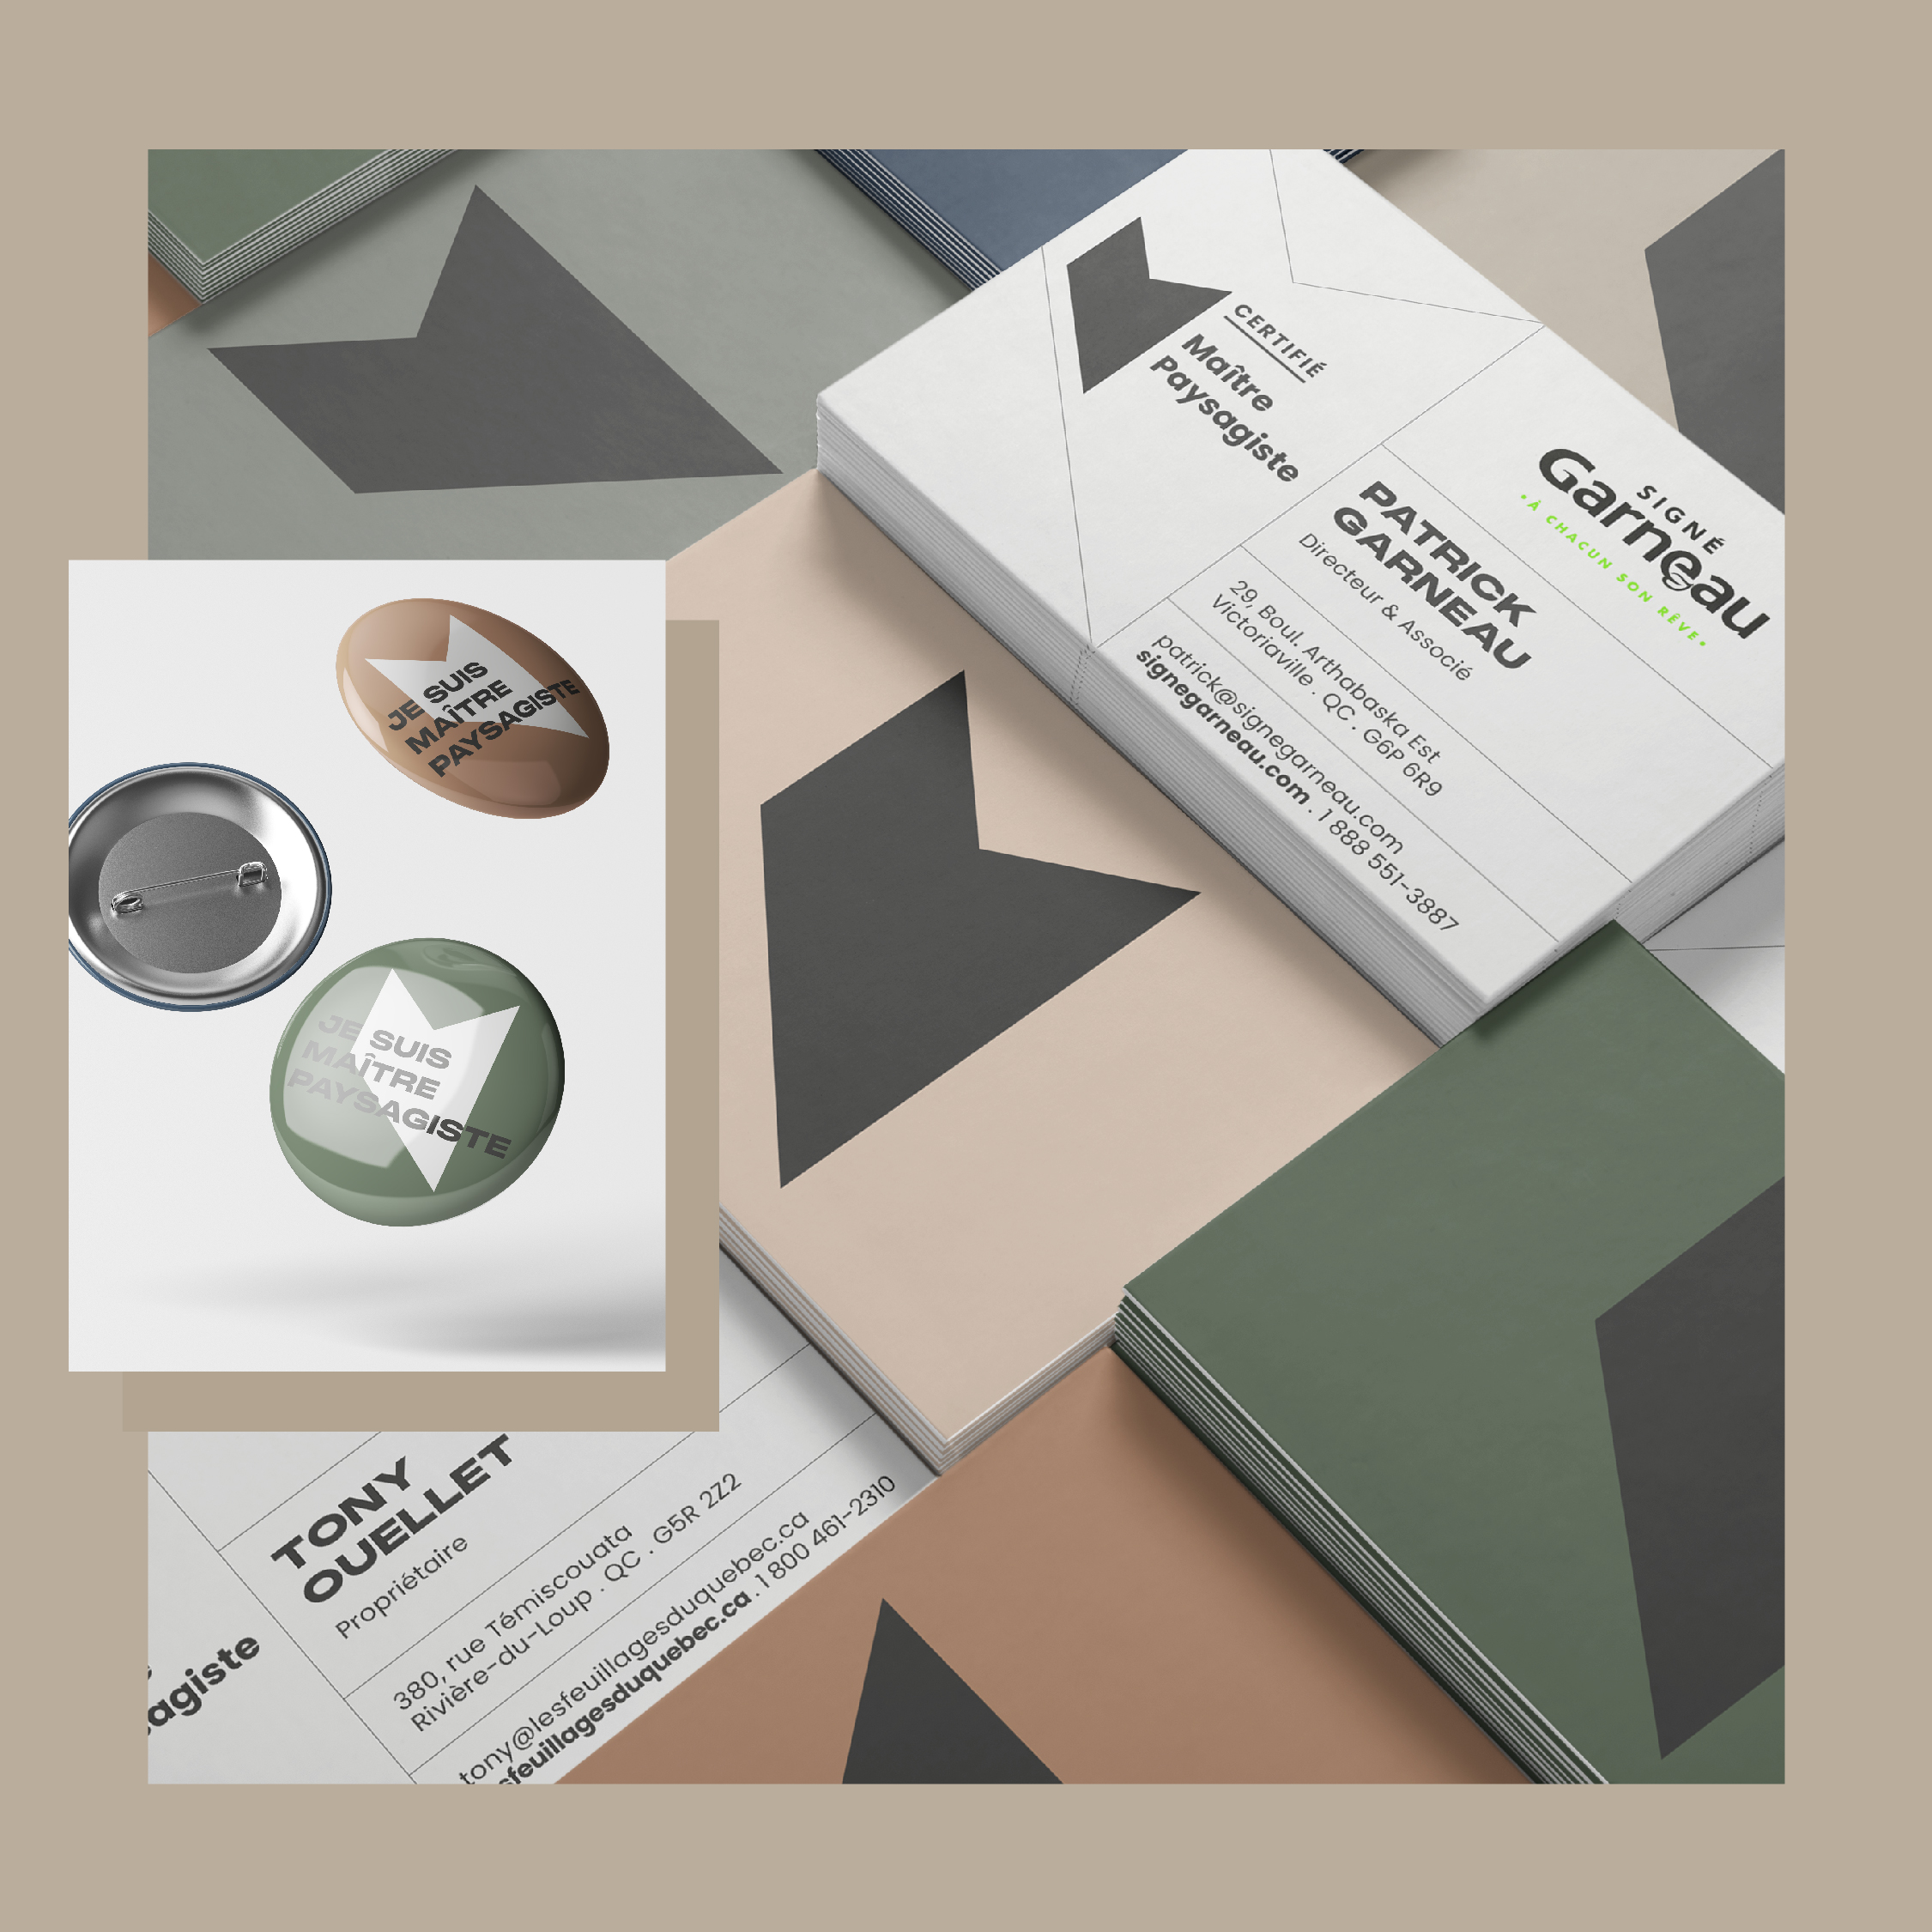 CERTIFIÉ
Maître
Paysagiste
SIGNÉ
Garneau
•À CHACUN SON RÊVE•
PATRICK
GARNEAU
Directeur & Associé
29, Boul. Arthabaska Est
Victoriaville . QC . G6P 6R9
patrick@signegarneau.com
signegarneau.com . 1 888 551-3887
JE SUIS
MAÎTRE
PAYSAGISTE
JE SUIS
MAÎTRE
PAYSAGISTE
TONY
OUELLET
Propriétaire
380, rue Témiscouata
Rivière-du-Loup . QC . G5R 2Z2
tony@lesfeuillagesduquebec.ca
sfeuillagesduquebec.ca . 1 800 461-2310
agiste